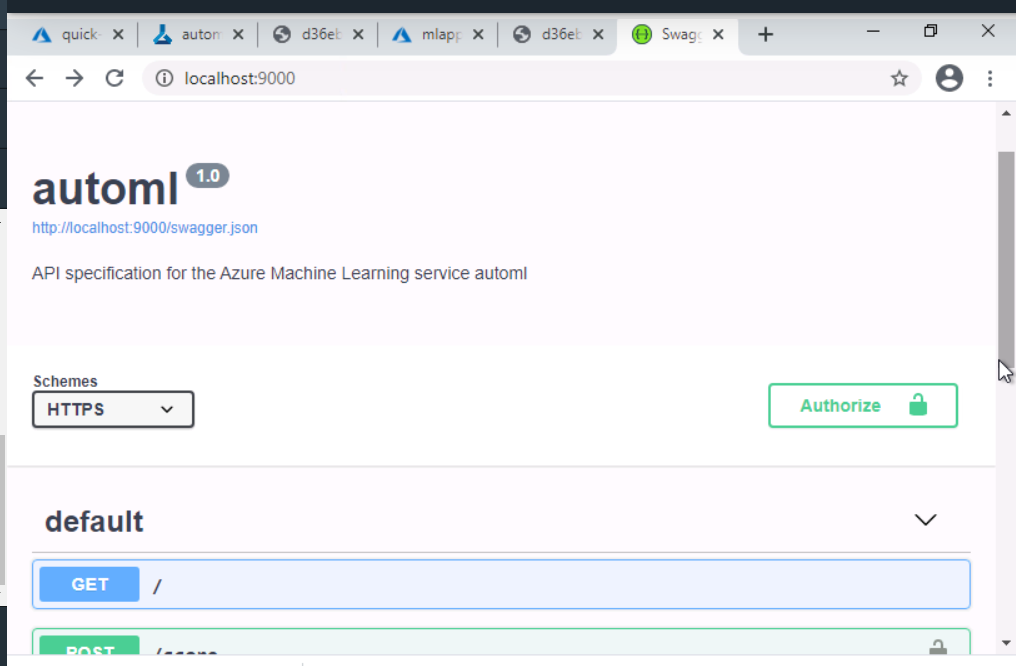 quick-
autom
d36eb
mlapp
d36eb
Swagg
localhost:9000
automl 1.0
http://localhost:9000/swagger.json
API specification for the Azure Machine Learning service automl
Schemes
HTTPS
Authorize
default
GET /
POST /score